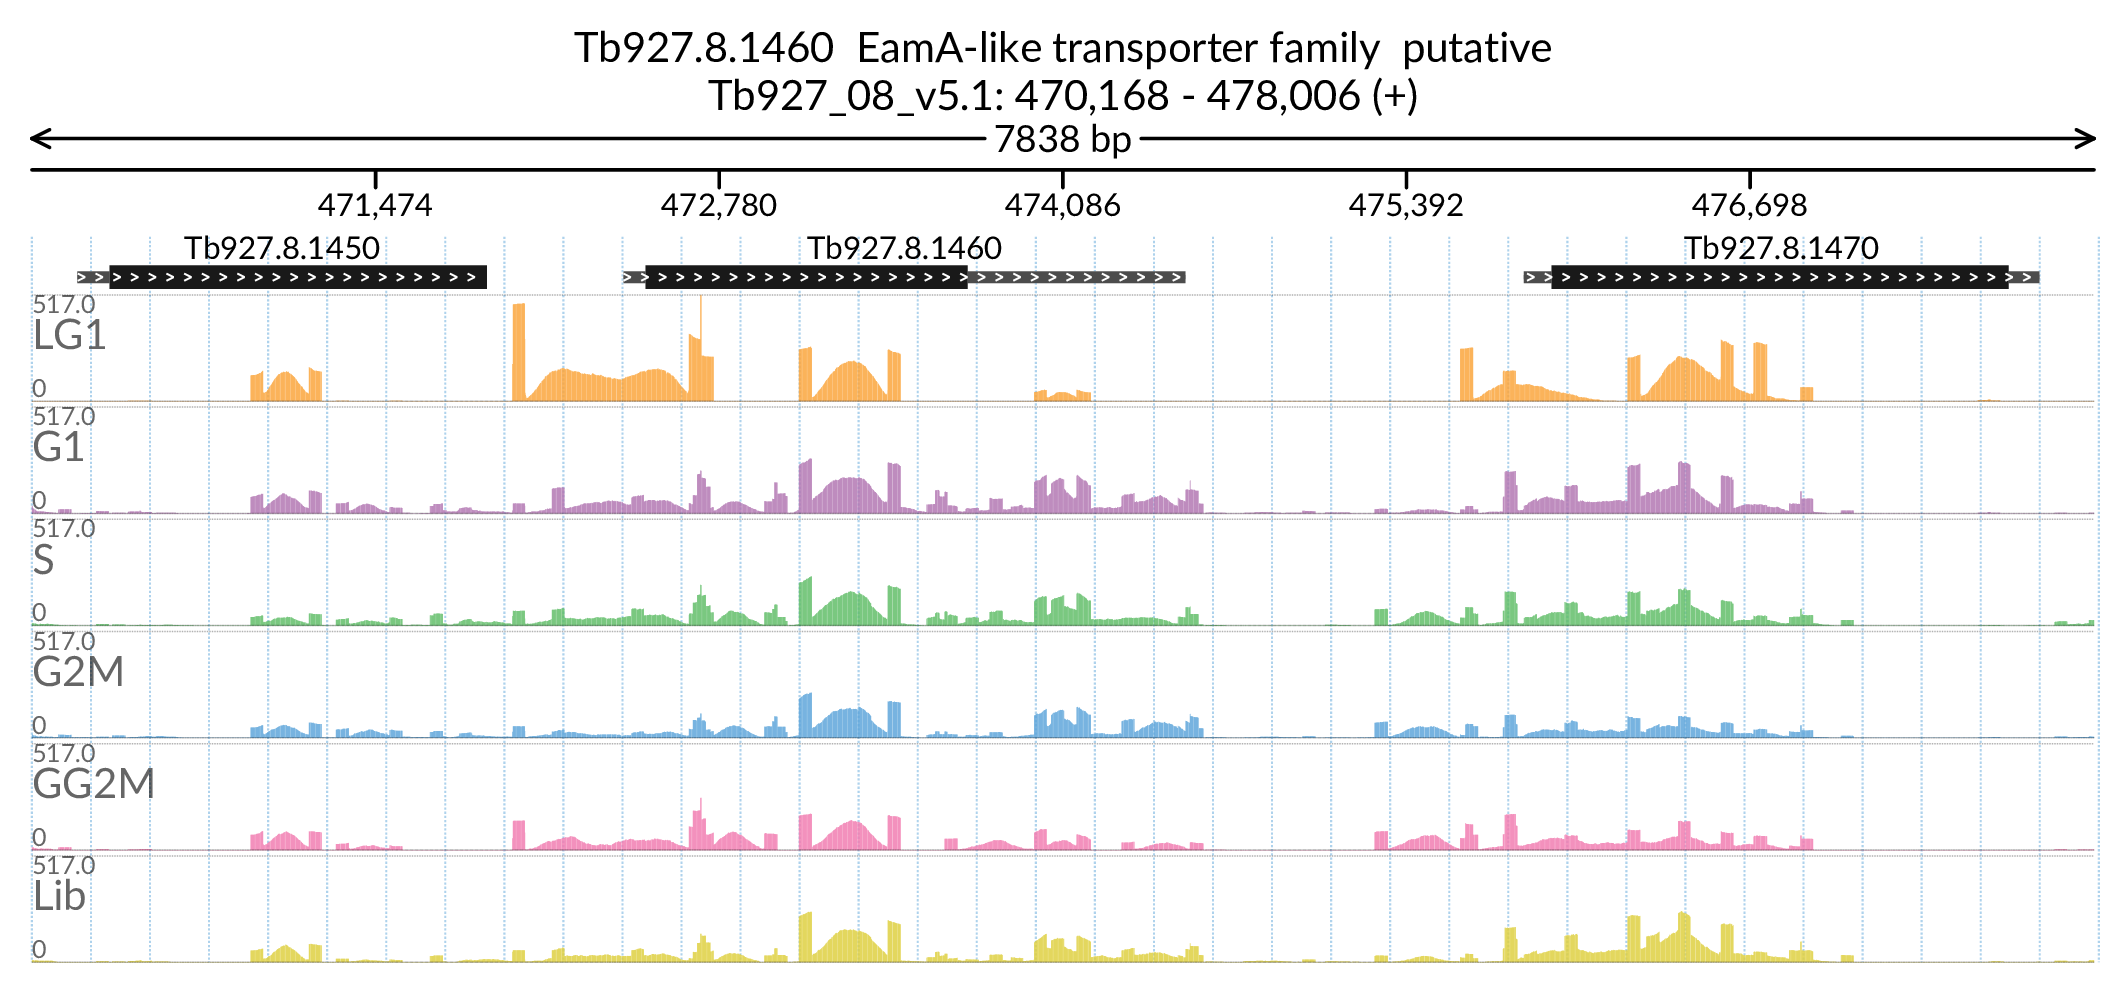 Tb927.8.1460  EamA-like transporter family  putative
Tb927_08_v5.1: 470,168 - 478,006 (+)
7838 bp
471,474 472,780 474,086 475,392 476,698
Tb927.8.1450 Tb927.8.1460 Tb927.8.1470
517.0
LG1
0
517.0
G1
0
517.0
S
0
517.0
G2M
0
517.0
GG2M
0
517.0
Lib
0